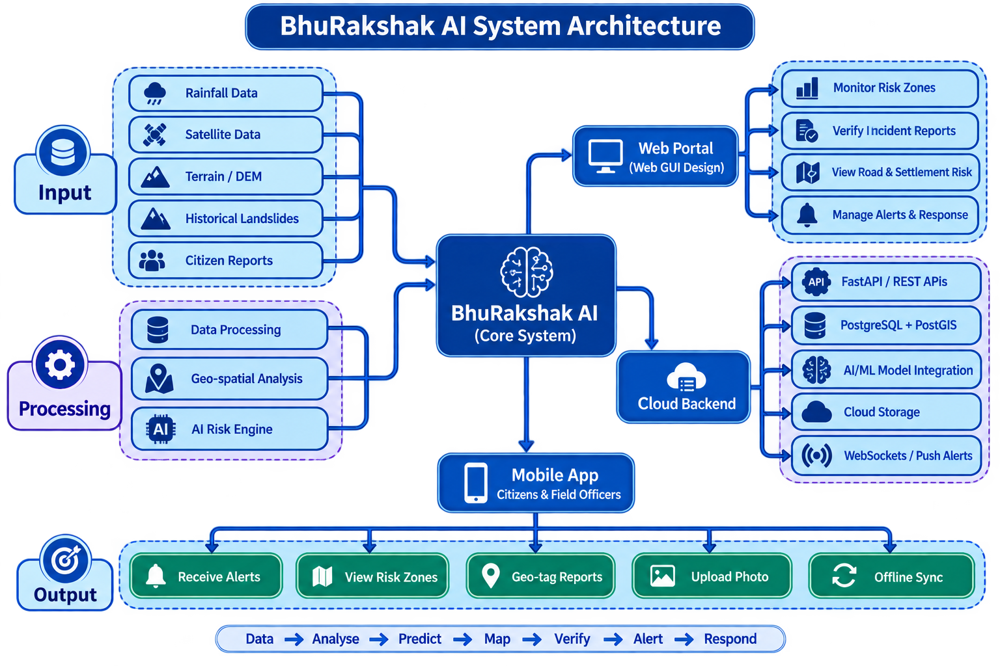 BhuRakshak AI System Architecture
Input
Rainfall Data
Satellite Data
Terrain / DEM
Historical Landslides
Citizen Reports
Processing
Data Processing
Geo-spatial Analysis
AI
AI Risk Engine
BhuRakshak AI
(Core System)
Web Portal
(Web GUI Design)
Monitor Risk Zones
Verify Incident Reports
View Road & Settlement Risk
Manage Alerts & Response
Cloud Backend
API
FastAPI / REST APIs
PostgreSQL + PostGIS
AI/ML Model Integration
Cloud Storage
WebSockets / Push Alerts
Mobile App
Citizens & Field Officers
Output
Receive Alerts
View Risk Zones
Geo-tag Reports
Upload Photo
Offline Sync
Data → Analyse → Predict → Map → Verify → Alert → Respond